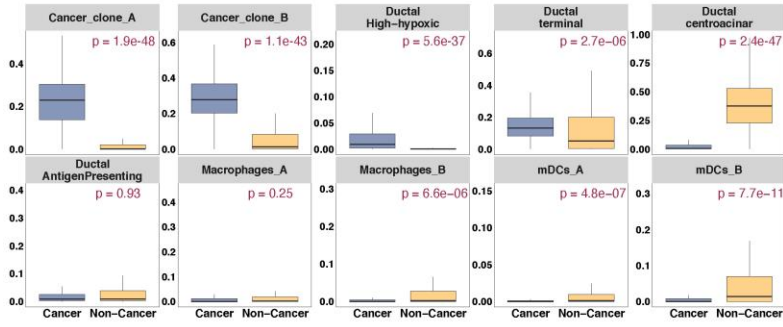 Cancer_clone_A
p = 1.9e-48
0.4
0.2
0.0
Cancer_clone_B
p = 1.1e-43
0.6
0.4
0.2
0.0
Ductal
High-hypoxic
p = 5.6e-37
0.20
0.15
0.10
0.05
0.00
Ductal
terminal
p = 2.7e-06
0.6
0.4
0.2
0.0
Ductal
centroacinar
p = 2.4e-47
1.00
0.75
0.50
0.25
0.00
Ductal
AntigenPresenting
p = 0.93
0.4
0.3
0.2
0.1
0.0
Cancer Non-Cancer
Macrophages_A
p = 0.25
0.4
0.3
0.2
0.1
0.0
Cancer Non-Cancer
Macrophages_B
p = 6.6e-06
0.3
0.2
0.1
0.0
Cancer Non-Cancer
mDCs_A
p = 4.8e-07
0.15
0.10
0.05
0.00
Cancer Non-Cancer
mDCs_B
p = 7.7e-11
0.3
0.2
0.1
0.0
Cancer Non-Cancer